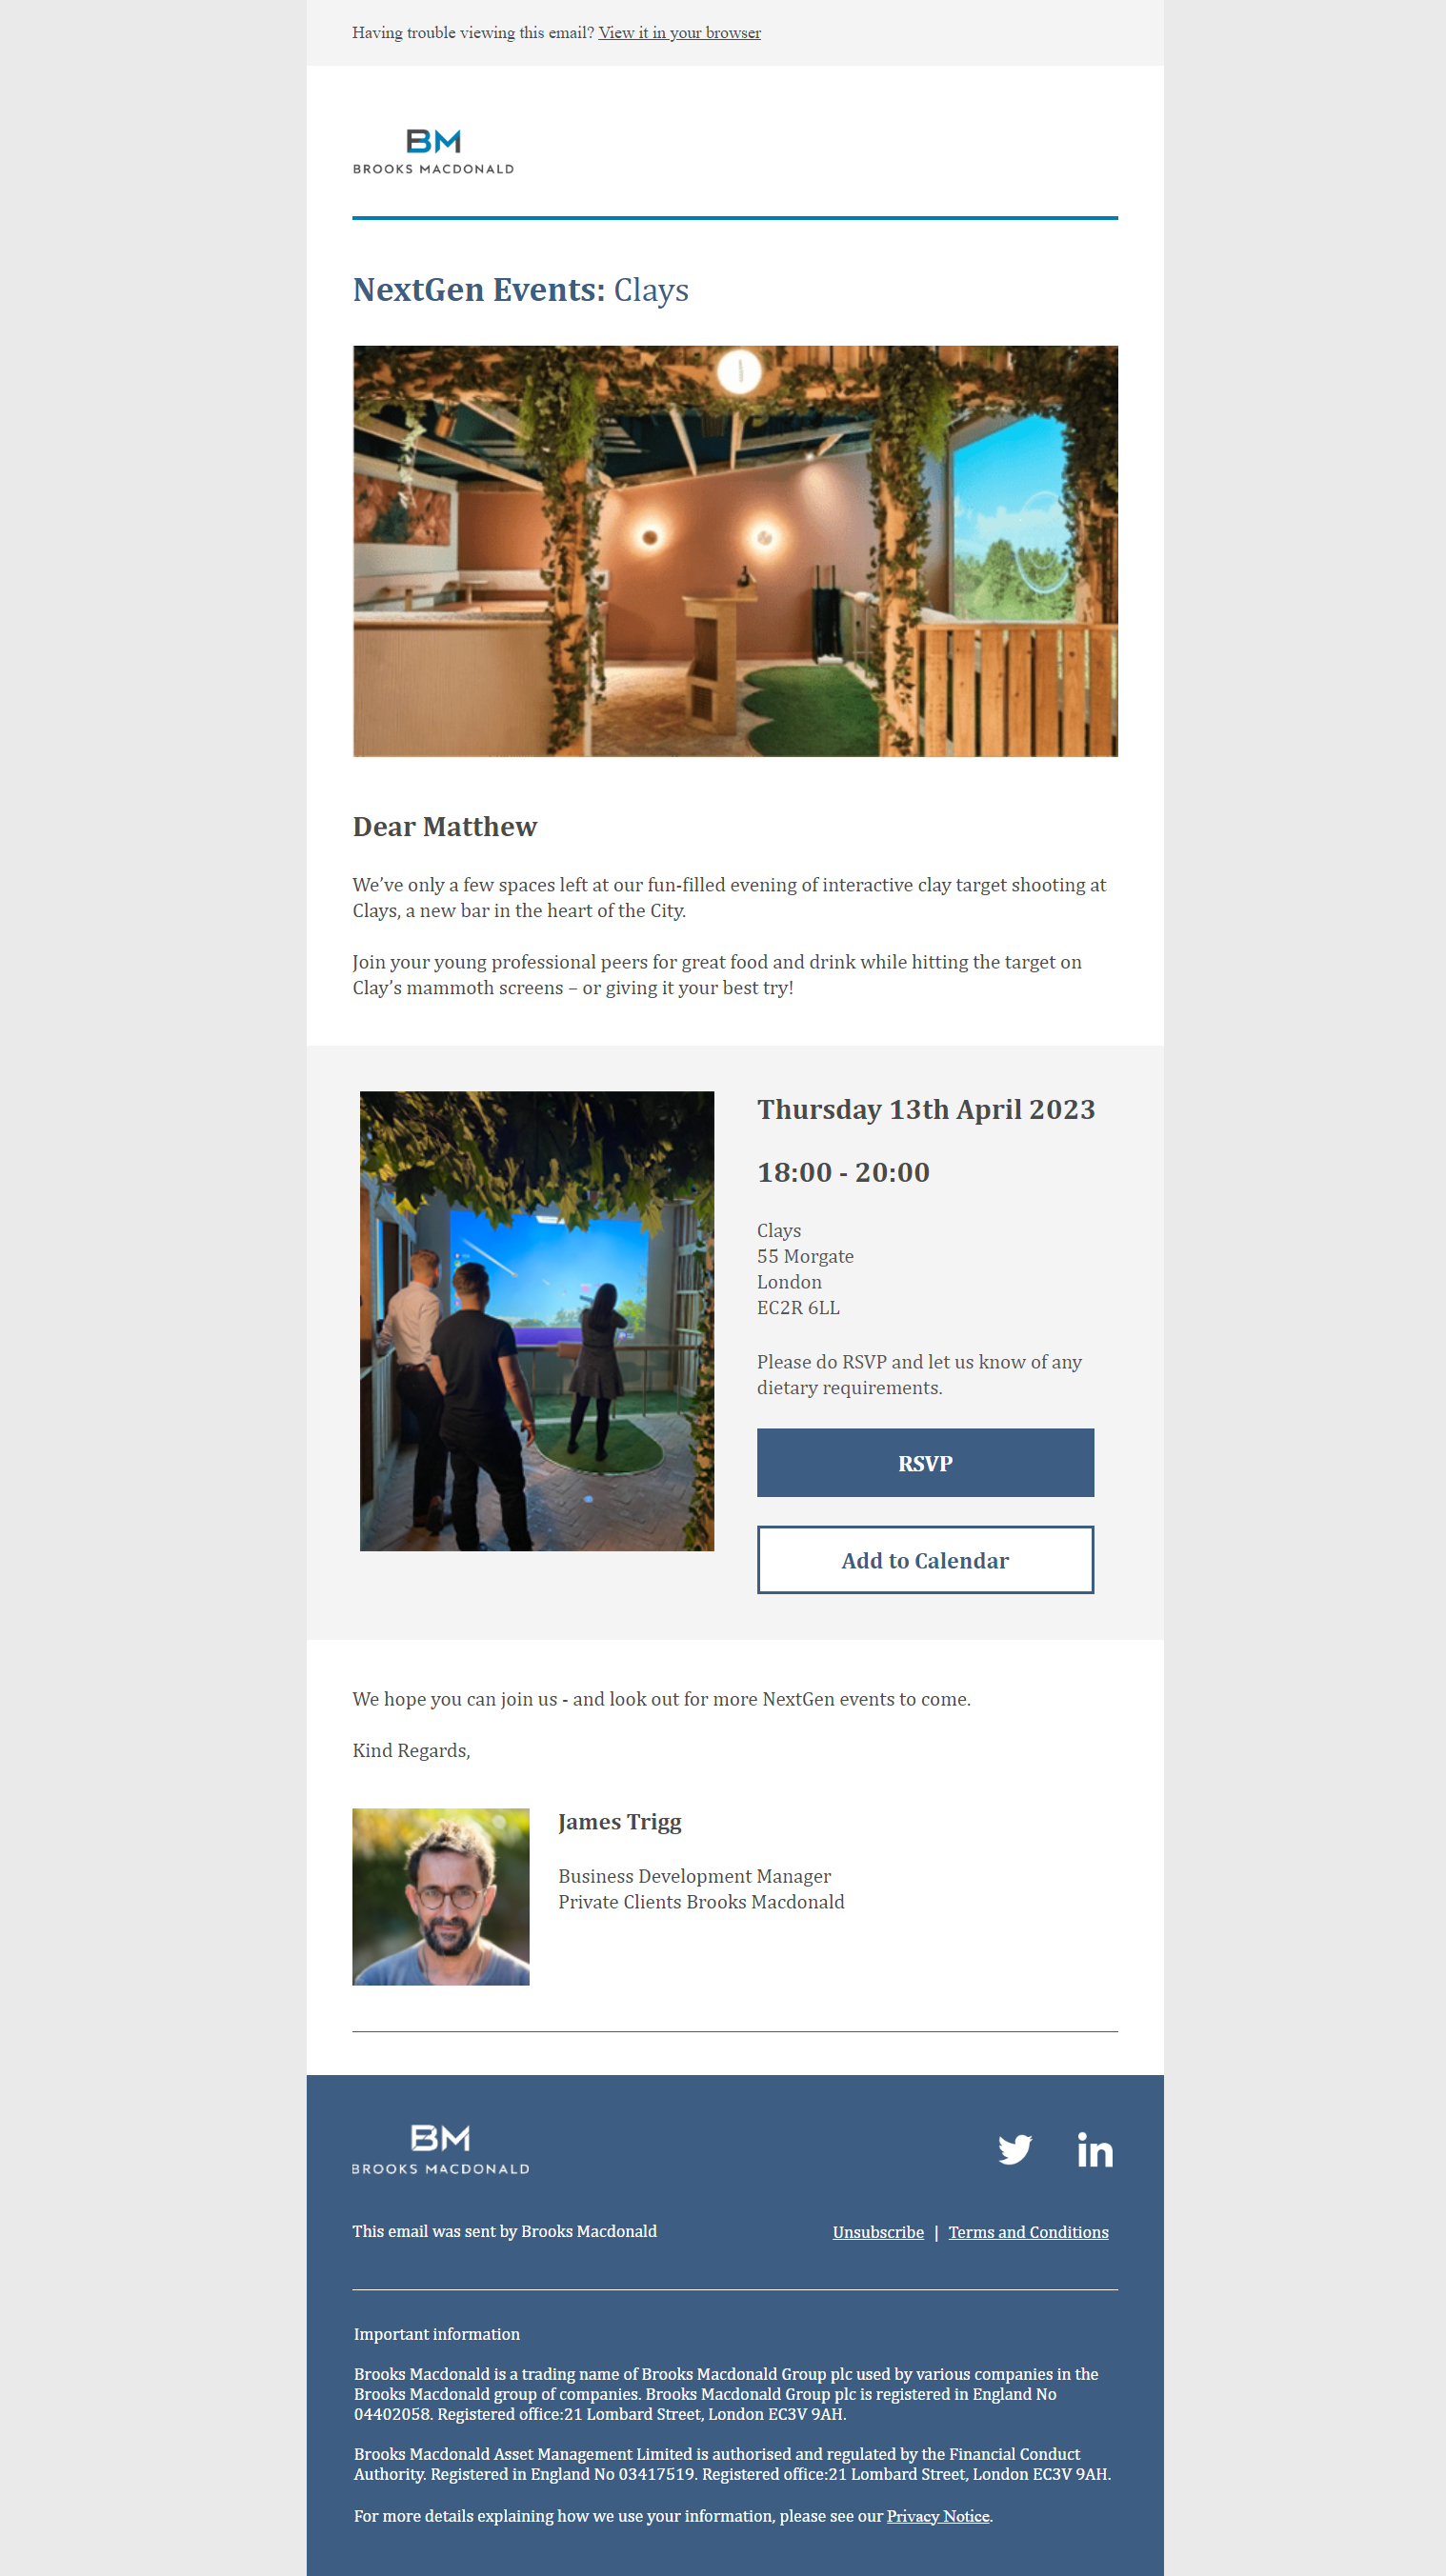 Having trouble viewing this email? View it in your browser
BM
BROOKS MACDONALD
NextGen Events: Clays
Dear Matthew
We’ve only a few spaces left at our fun-filled evening of interactive clay target shooting at
Clays, a new bar in the heart of the City.
Join your young professional peers for great food and drink while hitting the target on
Clay’s mammoth screens – or giving it your best try!
Thursday 13th April 2023
18:00 - 20:00
Clays
55 Morgate
London
EC2R 6LL
Please do RSVP and let us know of any
dietary requirements.
RSVP
Add to Calendar
We hope you can join us - and look out for more NextGen events to come.
Kind Regards,
James Trigg
Business Development Manager
Private Clients Brooks Macdonald
BM
BROOKS MACDONALD
in
This email was sent by Brooks Macdonald
Unsubscribe | Terms and Conditions
Important information
Brooks Macdonald is a trading name of Brooks Macdonald Group plc used by various companies in the
Brooks Macdonald group of companies. Brooks Macdonald Group plc is registered in England No
04402058. Registered office:21 Lombard Street, London EC3V 9AH.
Brooks Macdonald Asset Management Limited is authorised and regulated by the Financial Conduct
Authority. Registered in England No 03417519. Registered office:21 Lombard Street, London EC3V 9AH.
For more details explaining how we use your information, please see our Privacy Notice.